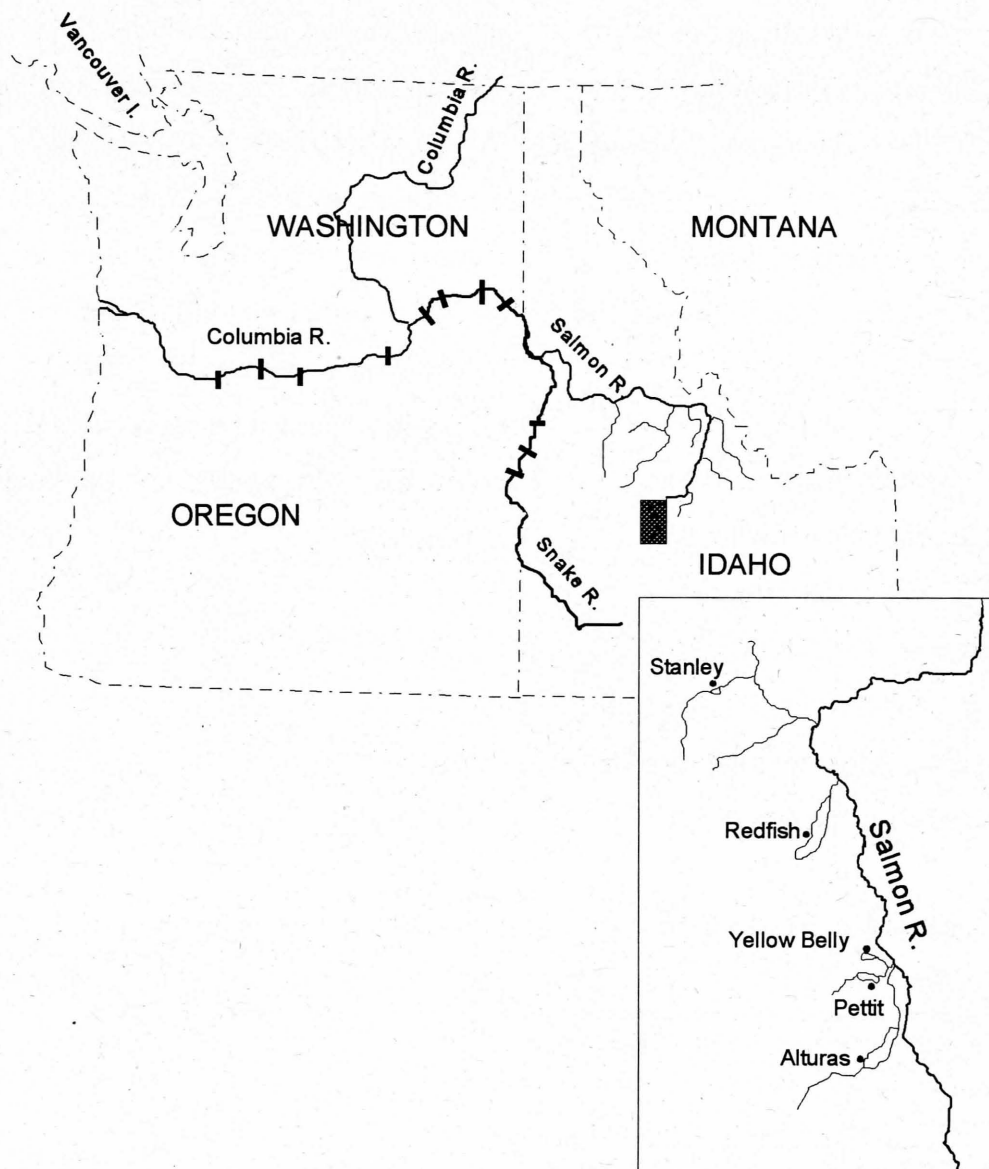 Vancouver I.
Columbia R.
WASHINGTON
MONTANA
Columbia R.
Salmon R.
OREGON
Snake R.
IDAHO
Stanley
Redfish
Salmon R.
Yellow Belly
Pettit
Alturas